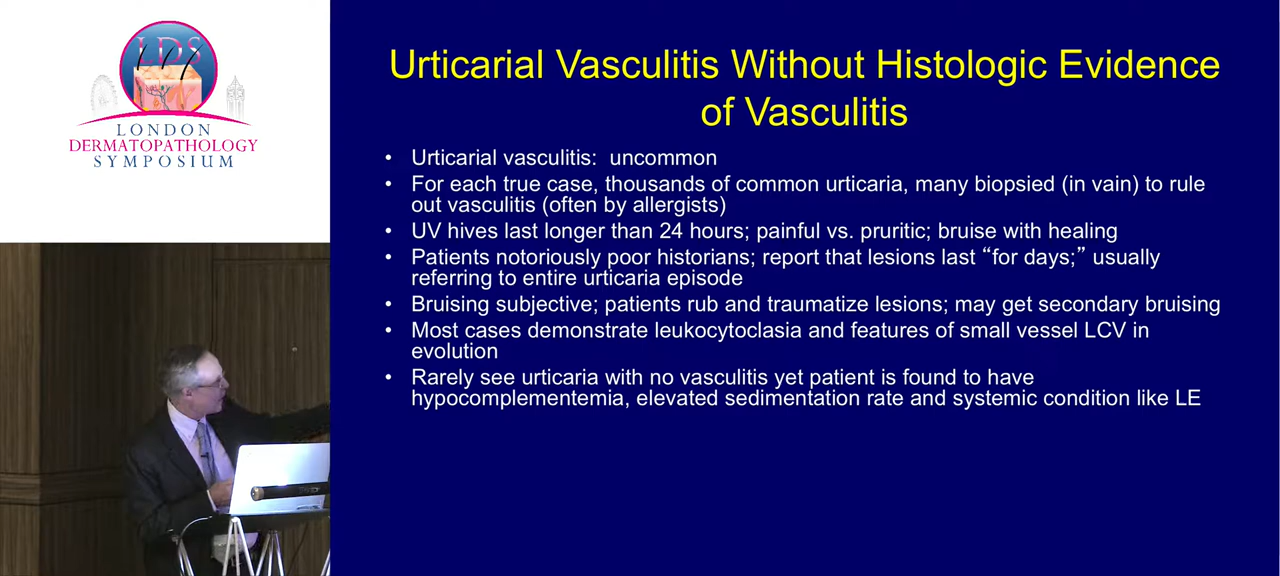 LDS
LONDON
DERMATOPATHOLOGY
SYMPOSIUM
Urticarial Vasculitis Without Histologic Evidence
of Vasculitis
• Urticarial vasculitis:  uncommon
• For each true case, thousands of common urticaria, many biopsied (in vain) to rule
out vasculitis (often by allergists)
• UV hives last longer than 24 hours; painful vs. pruritic; bruise with healing
• Patients notoriously poor historians; report that lesions last “for days;” usually
referring to entire urticaria episode
• Bruising subjective; patients rub and traumatize lesions; may get secondary bruising
• Most cases demonstrate leukocytoclasia and features of small vessel LCV in
evolution
• Rarely see urticaria with no vasculitis yet patient is found to have
hypocomplementemia, elevated sedimentation rate and systemic condition like LE